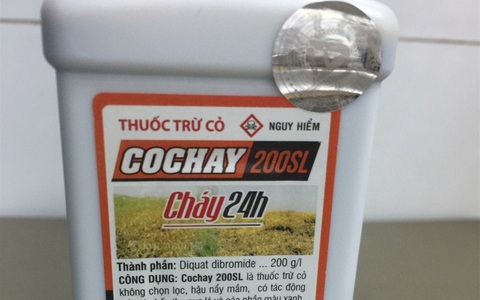 THUỐC TRỪ CỎ NGUY HIỂM
COCHAY 200SL
Cháy 24h
Thành phần: Diquat dibromide ... 200 g/l
CÔNG DỤNG: Cochay 200SL là thuốc trừ cỏ
không chọn lọc, hậu nẩy mầm, có tác động